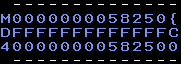 - - - - - - - - - - - - - -
M0000000058250{
DFFFFFFFFFFFFFC
400000000582500
- - - - - - - - - - - - - -